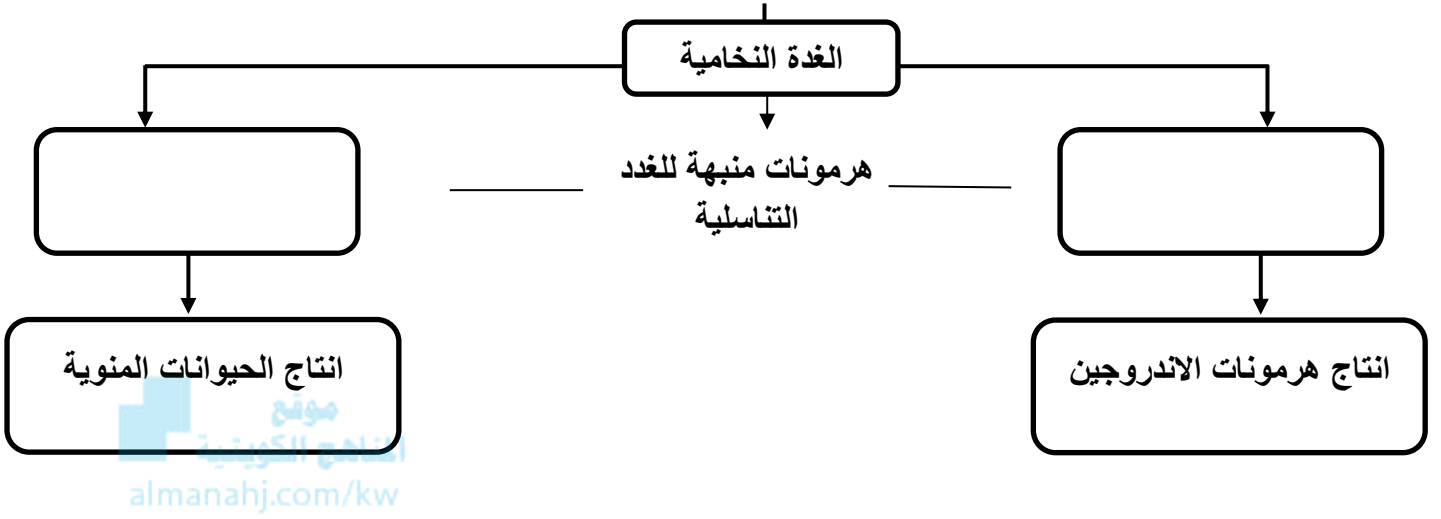 الغدة النخامية
هرمونات منبهة للغدد
التناسلية
انتاج هرمونات الاندروجين
انتاج الحيوانات المنوية
موقع
المناهج الكويتية
almanahj.com/kw